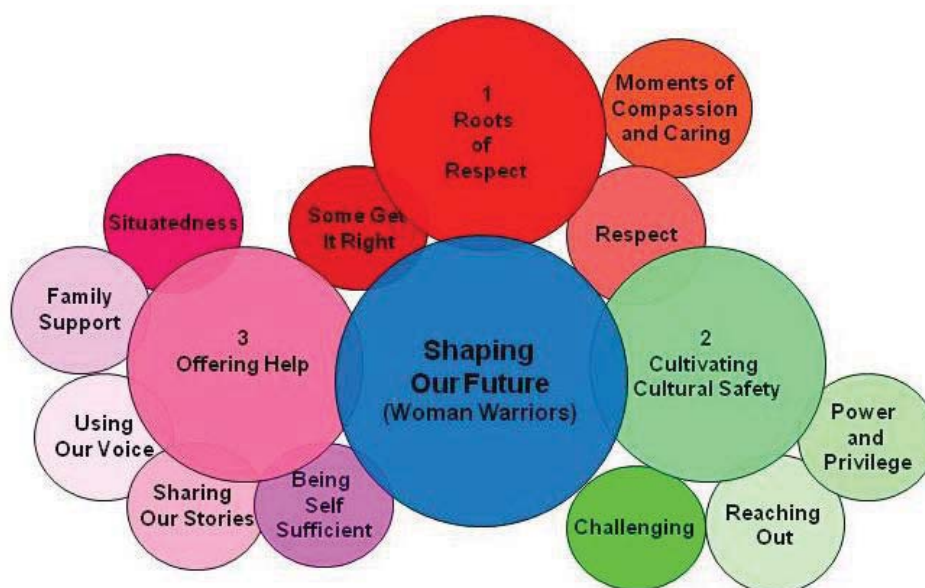 1
Roots
of
Respect
Moments of
Compassion
and Caring
Some Get
It Right
Respect
Situatedness
Family
Support
3
Offering Help
Shaping
Our Future
(Woman Warriors)
2
Cultivating
Cultural Safety
Using
Our Voice
Sharing
Our Stories
Being
Self
Sufficient
Challenging
Reaching
Out
Power
and
Privilege